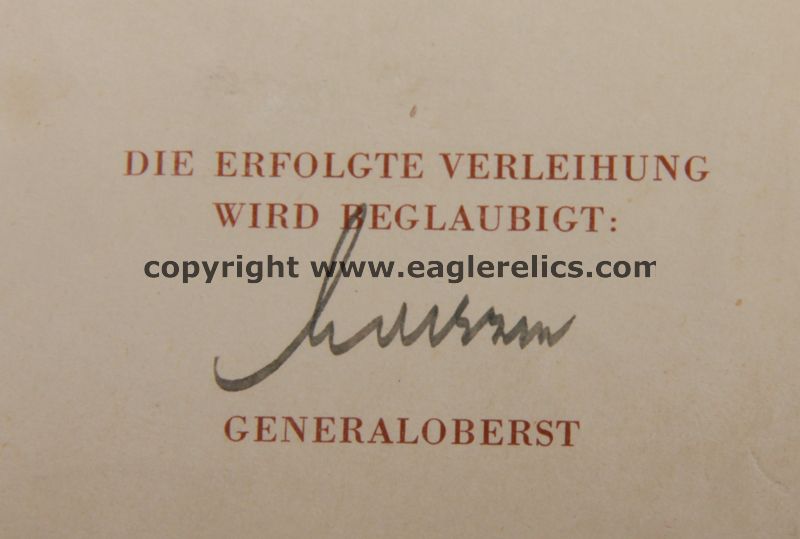 DIE ERFOLGTE VERLEIHUNG
WIRD BEGLAUBIGT:
copyright www.eaglerelics.com
GENERALOBERST